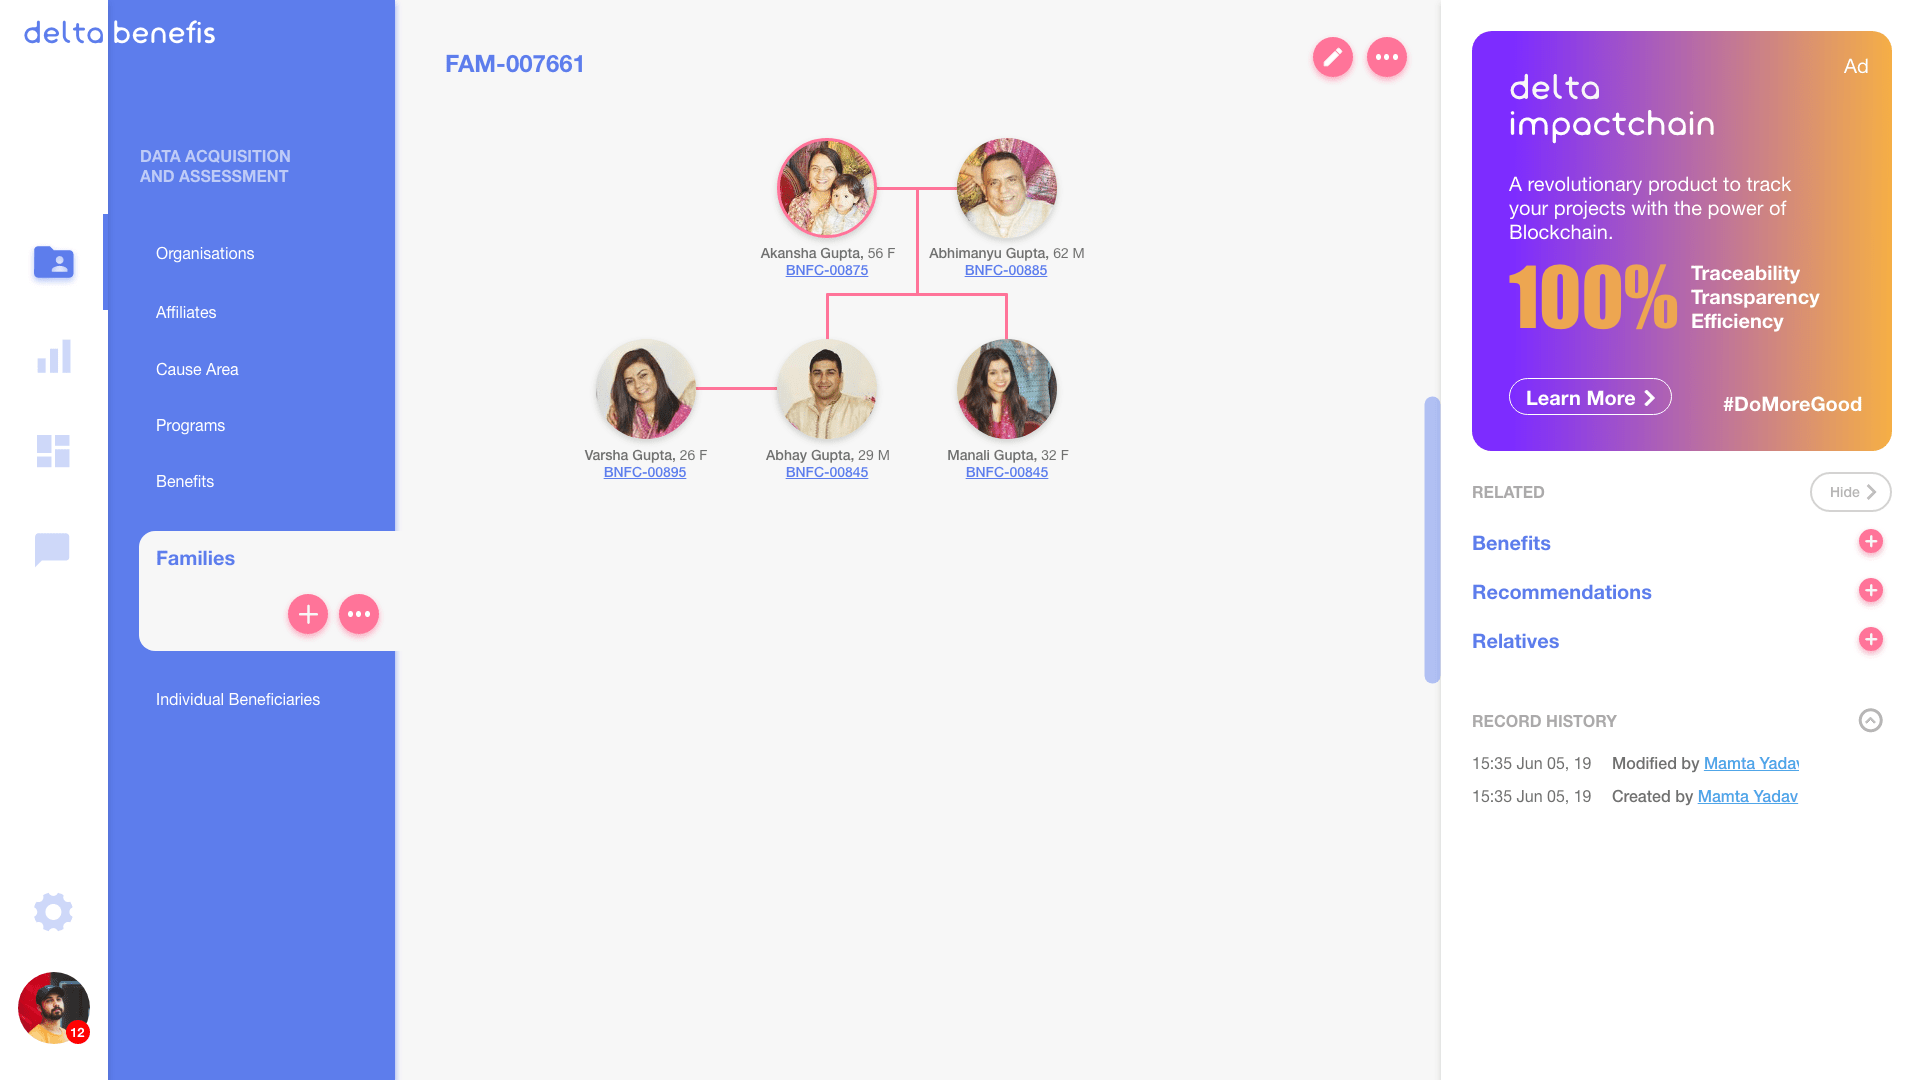 delta benefis
DATA ACQUISITION
AND ASSESSMENT
Organisations
Affiliates
Cause Area
Programs
Benefits
Families
Individual Beneficiaries
12
FAM-007661
Akansha Gupta, 56 F
BNFC-00875
Abhimanyu Gupta, 62 M
BNFC-00885
Varsha Gupta, 26 F
BNFC-00895
Abhay Gupta, 29 M
BNFC-00845
Manali Gupta, 32 F
BNFC-00845
Ad
delta
impactchain
A revolutionary product to track
your projects with the power of
Blockchain.
100%
Traceability
Transparency
Efficiency
Learn More
#DoMoreGood
RELATED
Hide
Benefits
Recommendations
Relatives
RECORD HISTORY
15:35 Jun 05, 19 Modified by Mamta Yadav
15:35 Jun 05, 19 Created by Mamta Yadav